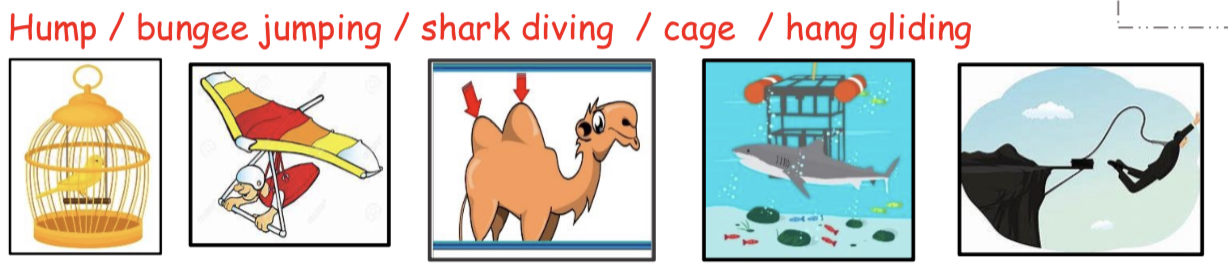 Hump / bungee jumping / shark diving / cage / hang gliding